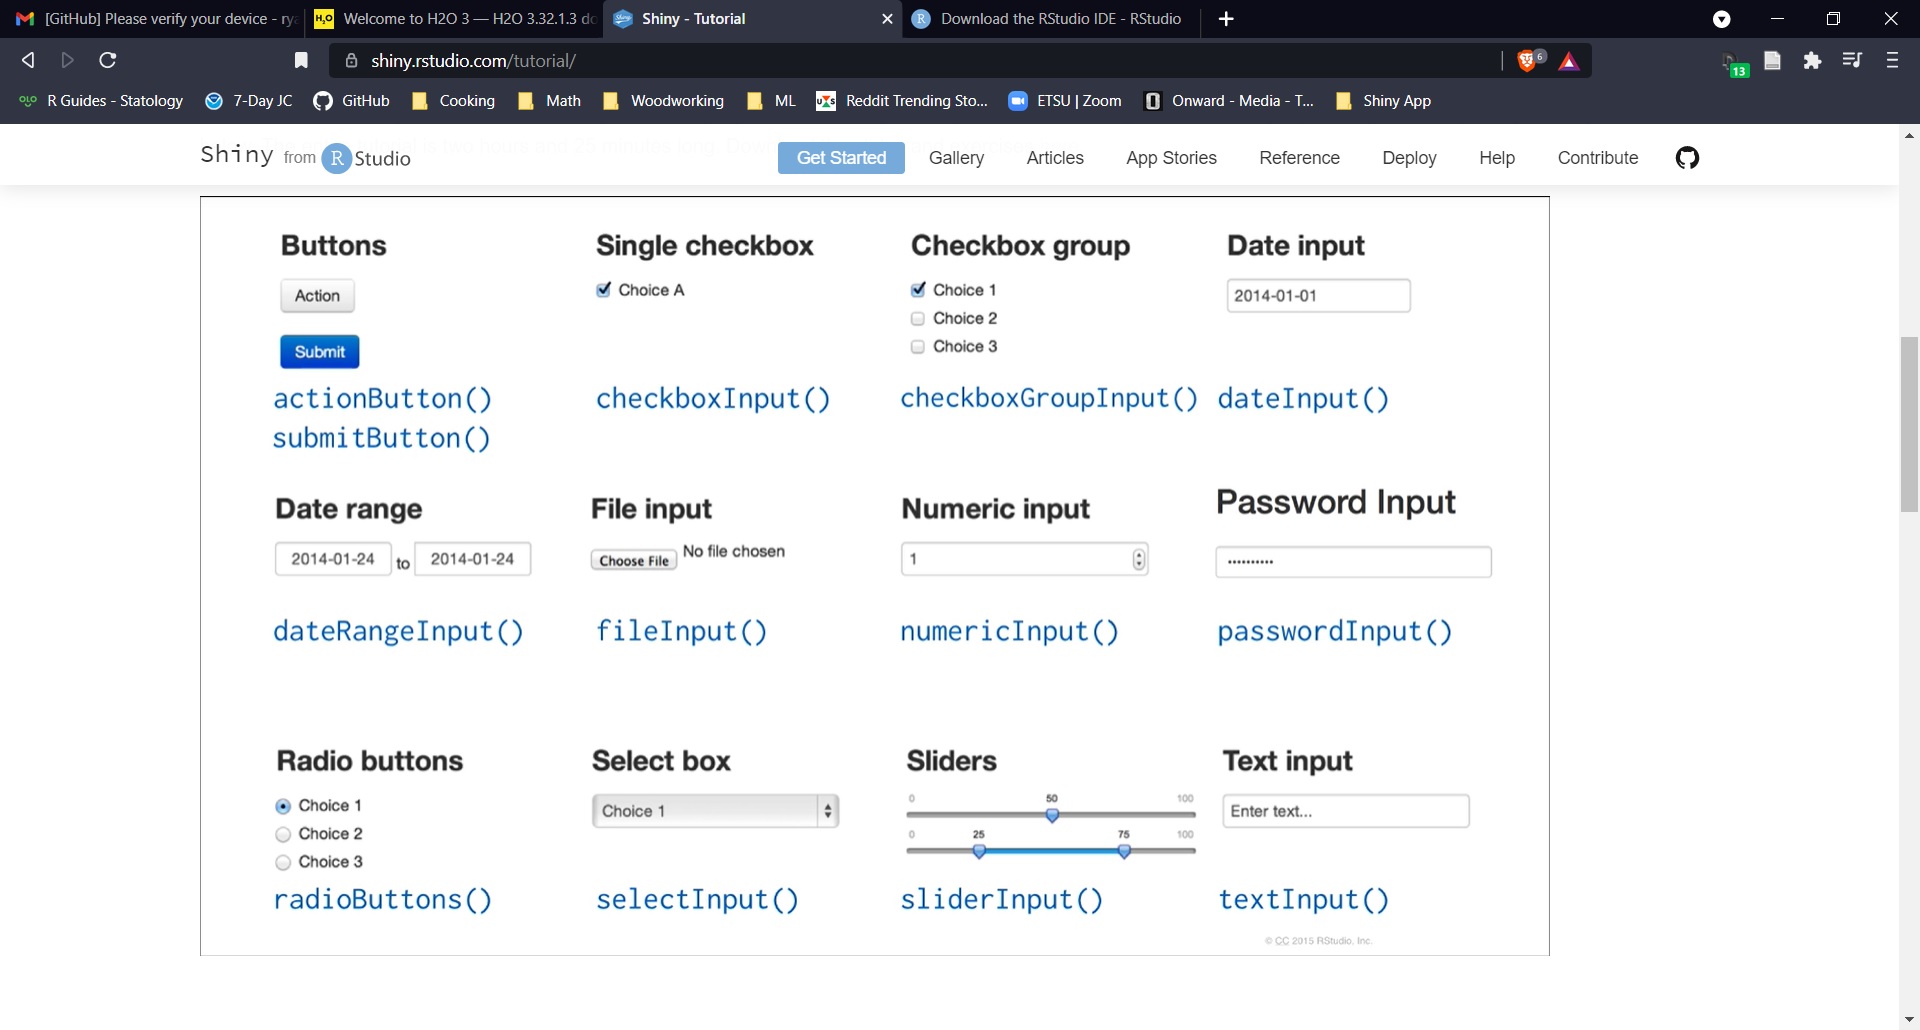 [GitHub] Please verify your device - ry
H2O Welcome to H2O 3 — H2O 3.32.1.3 do
Shiny - Tutorial
R Download the RStudio IDE - RStudio
shiny.rstudio.com/tutorial/
6
13
R Guides - Statology
7-Day JC
GitHub
Cooking
Math
Woodworking
ML
Reddit Trending Sto...
ETSU | Zoom
Onward - Media - T...
Shiny App
Shiny from R Studio
Get Started
Gallery
Articles
App Stories
Reference
Deploy
Help
Contribute
Buttons
Single checkbox
Checkbox group
Date input
Action
Choice A
Choice 1
2014-01-01
Choice 2
Submit
Choice 3
actionButton()
checkboxInput()
checkboxGroupInput()
dateInput()
submitButton()
Date range
File input
Numeric input
Password Input
2014-01-24 to 2014-01-24
Choose File No file chosen
1
••••••••••
dateRangeInput()
fileInput()
numericInput()
passwordInput()
Radio buttons
Select box
Sliders
Text input
Choice 1
Choice 2
Choice 3
Choice 1
0 50 100
0 25 75 100
Enter text...
radioButtons()
selectInput()
sliderInput()
textInput()
© CC 2015 RStudio, Inc.